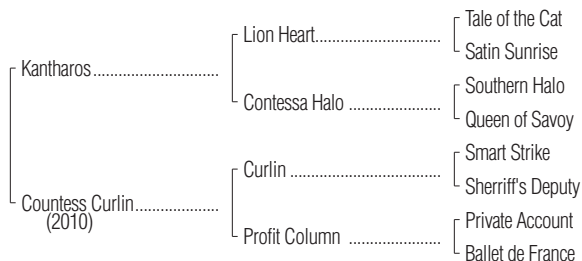 Tale of the Cat
Lion Heart
Satin Sunrise
Kantharos
Southern Halo
Contessa Halo
Queen of Savoy
Smart Strike
Curlin
Sherriff's Deputy
Countess Curlin
(2010)
Private Account
Profit Column
Ballet de France